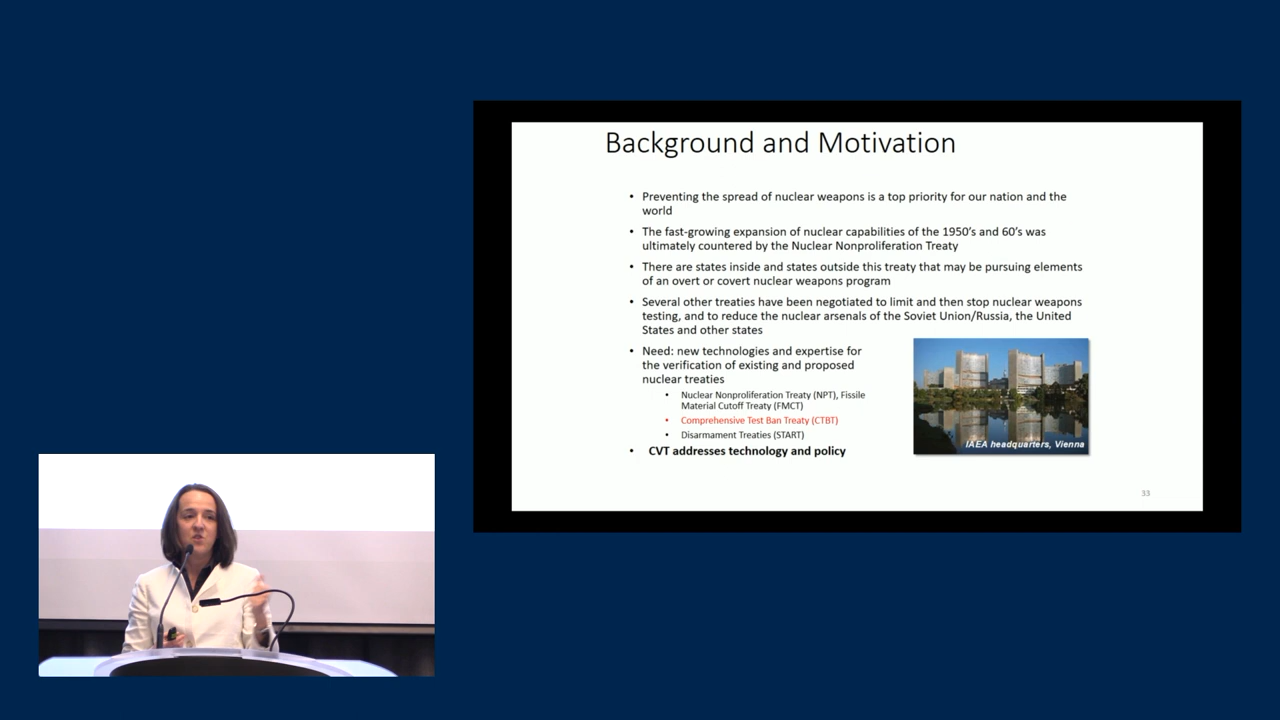 Background and Motivation
• Preventing the spread of nuclear weapons is a top priority for our nation and the
world
• The fast-growing expansion of nuclear capabilities of the 1950's and 60's was
ultimately countered by the Nuclear Nonproliferation Treaty
• There are states inside and states outside this treaty that may be pursuing elements
of an overt or covert nuclear weapons program
• Several other treaties have been negotiated to limit and then stop nuclear weapons
testing, and to reduce the nuclear arsenals of the Soviet Union/Russia, the United
States and other states
• Need: new technologies and expertise for
the verification of existing and proposed
nuclear treaties
• Nuclear Nonproliferation Treaty (NPT), Fissile
Material Cutoff Treaty (FMCT)
• Comprehensive Test Ban Treaty (CTBT)
• Disarmament Treaties (START)
• CVT addresses technology and policy
IAEA headquarters, Vienna
33